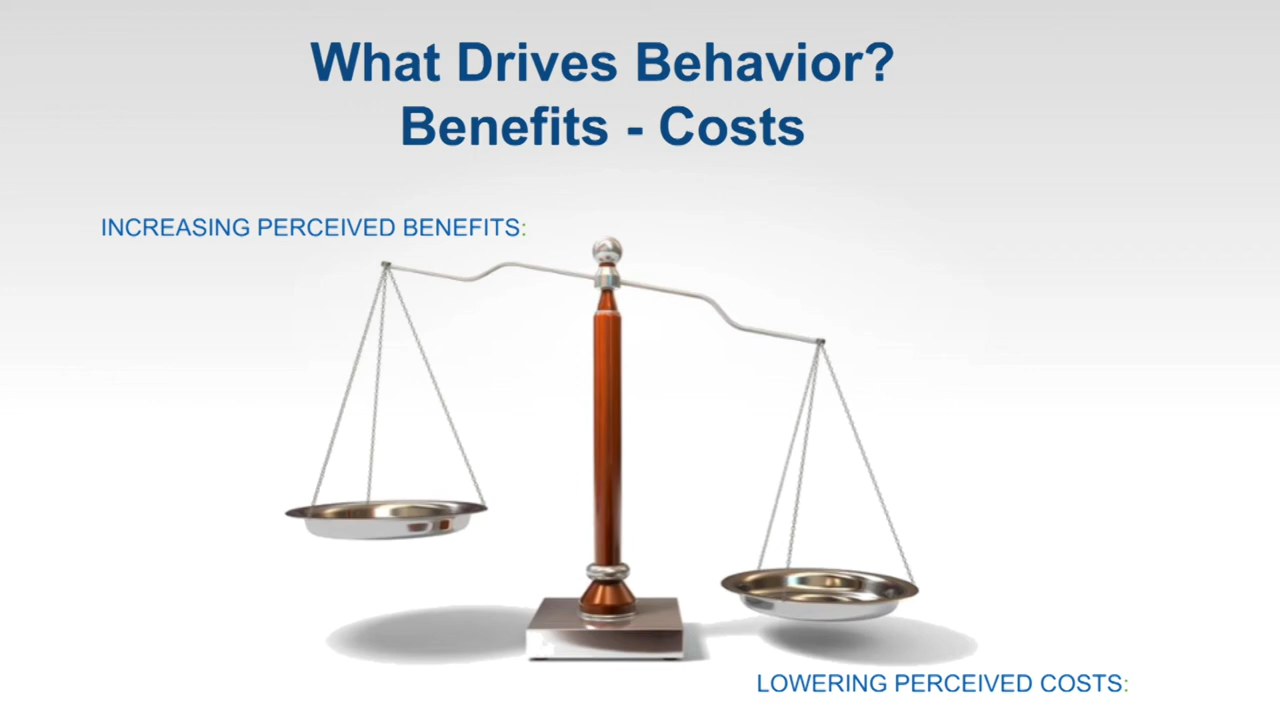 What Drives Behavior?
Benefits - Costs
INCREASING PERCEIVED BENEFITS:
LOWERING PERCEIVED COSTS: